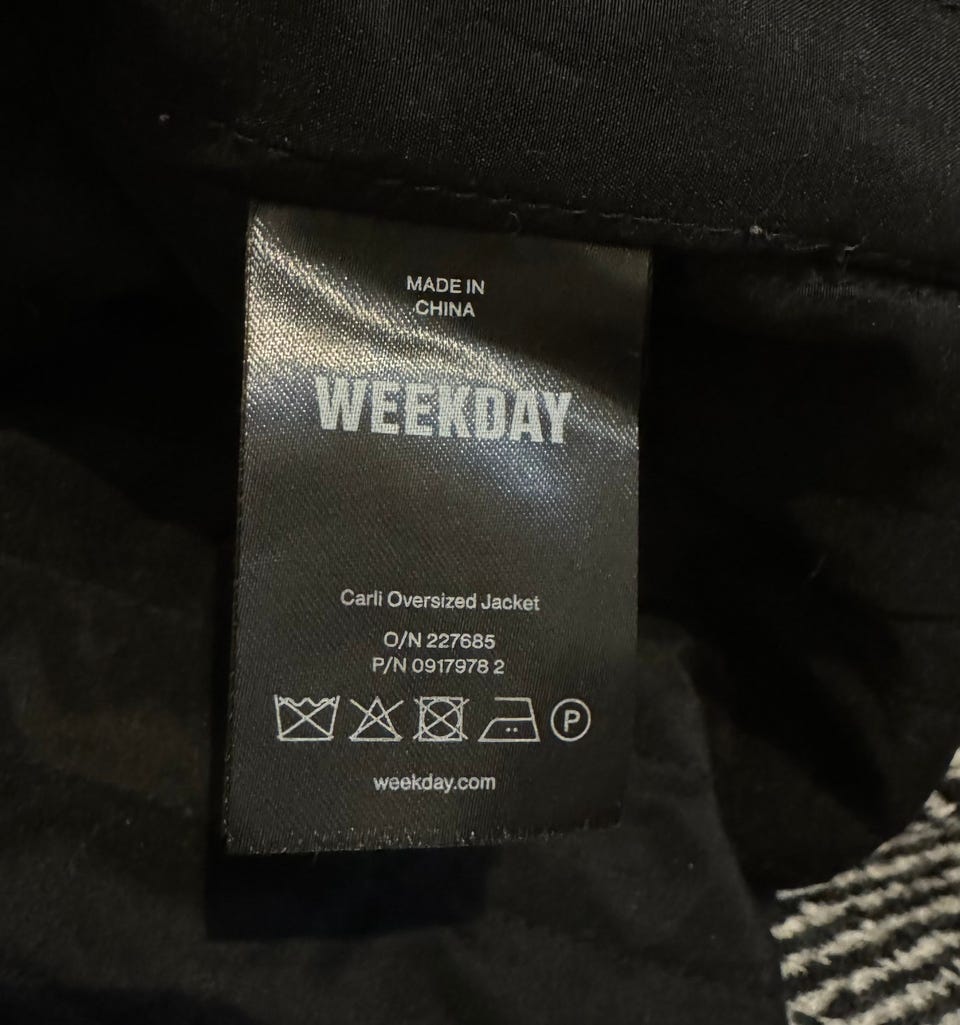 MADE IN
CHINA
WEEKDAY
Carli Oversized Jacket
O/N 227685
P/N 0917978 2
P
weekday.com